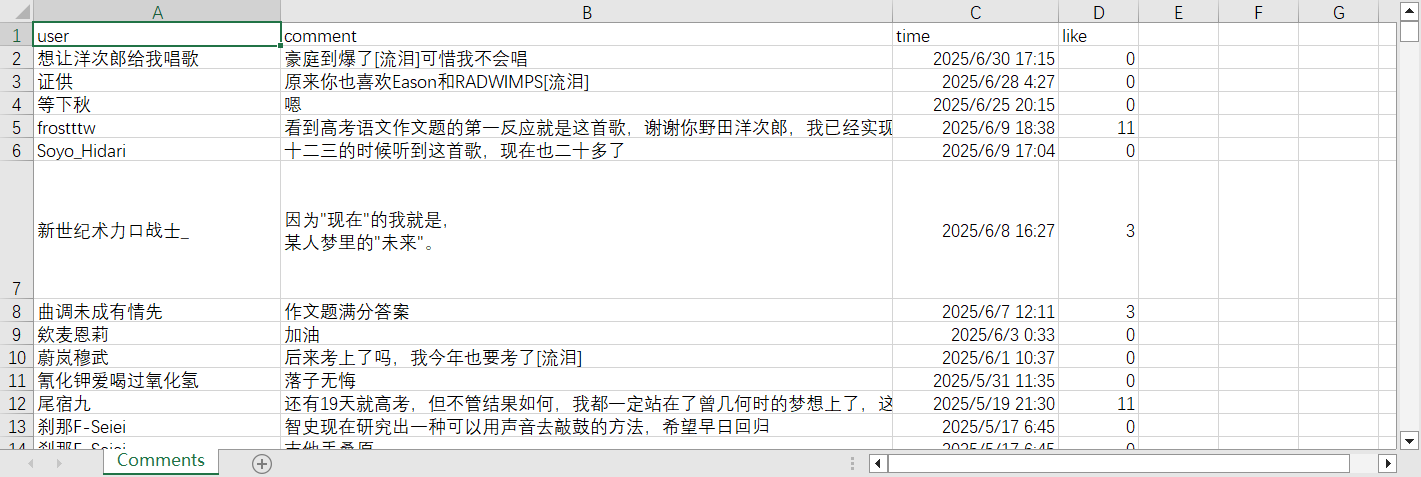 A B C D E F G
1 user comment time like
2 想让洋次郎给我唱歌 豪庭到爆了[流泪]可惜我不会唱 2025/6/30 17:15 0
3 证供 原来你也喜欢Eason和RADWIMPS[流泪] 2025/6/28 4:27 0
4 等下秋 嗯 2025/6/25 20:15 0
5 frostttw 看到高考语文作文题的第一反应就是这首歌，谢谢你野田洋次郎，我已经实现 2025/6/9 18:38 11
6 Soyo_Hidari 十二三的时候听到这首歌，现在也二十多了 2025/6/9 17:04 0
因为"现在"的我就是，
7 新世纪术力口战士_ 某人梦里的"未来"。 2025/6/8 16:27 3
8 曲调未成有情先 作文题满分答案 2025/6/7 12:11 3
9 欸麦恩莉 加油 2025/6/3 0:33 0
10 蔚岚穆武 后来考上了吗，我今年也要考了[流泪] 2025/6/1 10:37 0
11 氰化钾爱喝过氧化氢 落子无悔 2025/5/31 11:35 0
12 尾宿九 还有19天就高考，但不管结果如何，我都一定站在了曾几何时的梦想上了，这 2025/5/19 21:30 11
13 刹那F-Seiei 智史现在研究出一种可以用声音去敲鼓的方法，希望早日回归 2025/5/17 6:45 0
14 刹那F-Seiei 吉他手桑原 2025/5/17 6:45 0
Comments